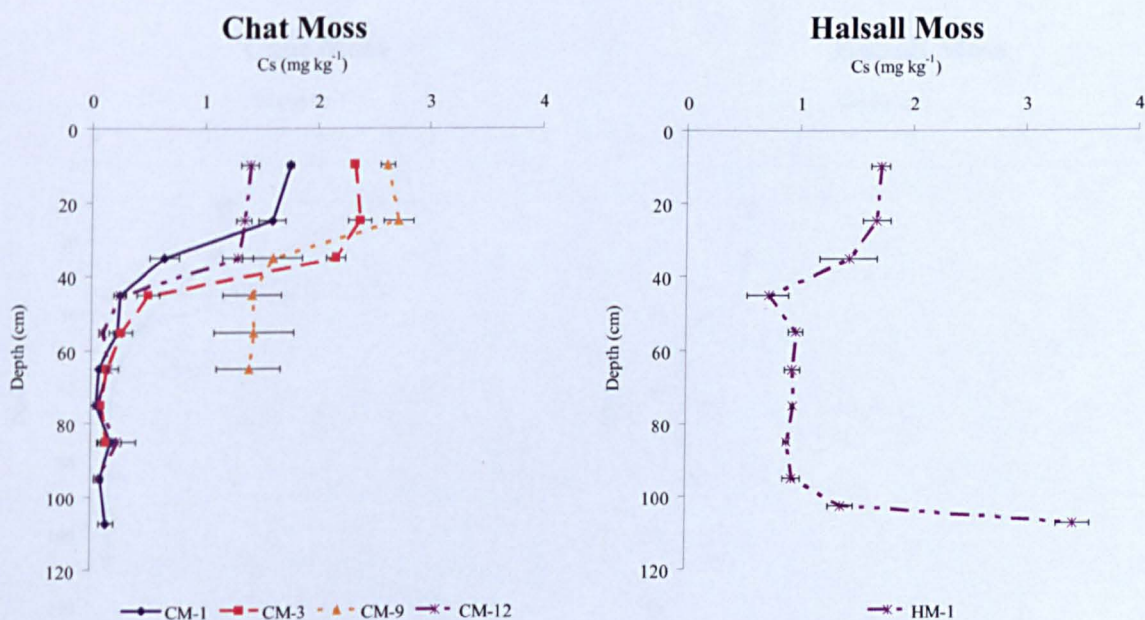 Chat Moss
Cs (mg kg⁻¹)
0 1 2 3 4
0
20
40
60
80
100
120
Depth (cm)
CM-1 CM-3 CM-9 CM-12
Halsall Moss
Cs (mg kg⁻¹)
0 1 2 3 4
0
20
40
60
80
100
120
Depth (cm)
HM-1